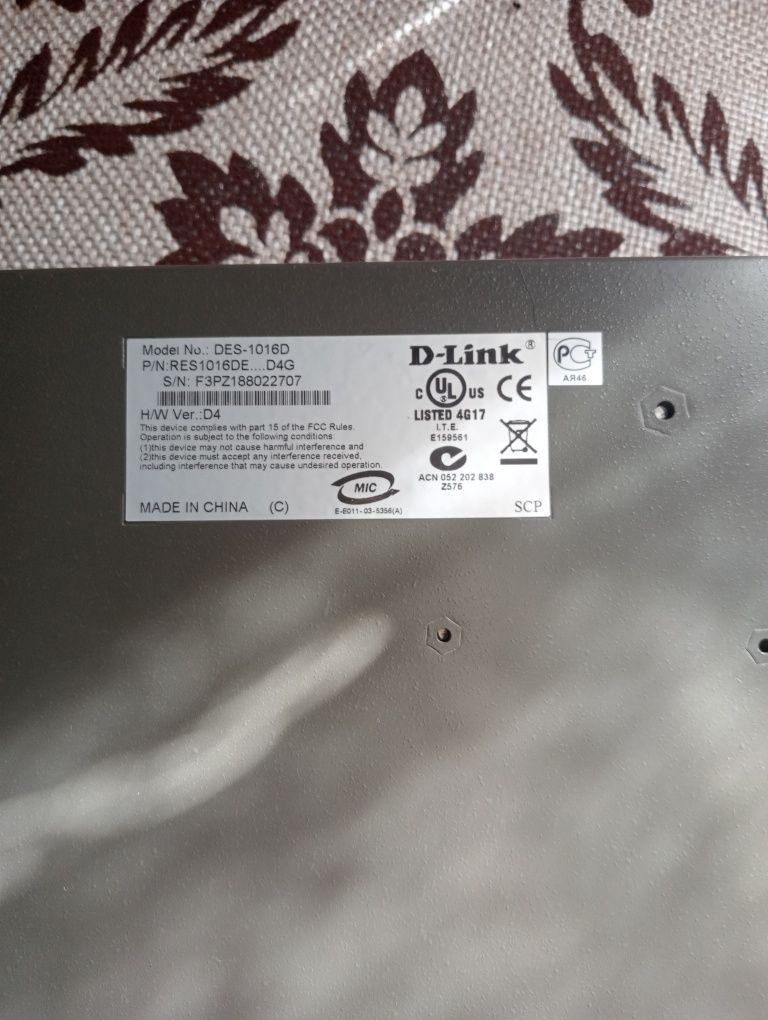 Model No.: DES-1016D
P/N:RES1016DE....D4G
S/N: F3PZ188022707
H/W Ver.:D4
This device complies with part 15 of the FCC Rules.
Operation is subject to the following conditions:
(1)this device may not cause harmful interference and
(2)this device must accept any interference received,
including interference that may cause undesired operation.
MADE IN CHINA (C)
D-Link®
C UL US CE
LISTED 4G17
I.T.E.
E159561
ACN 052 202 838
Z576
MIC
E-E011-03-5356(A)
SCP
РСТ
АЯ46